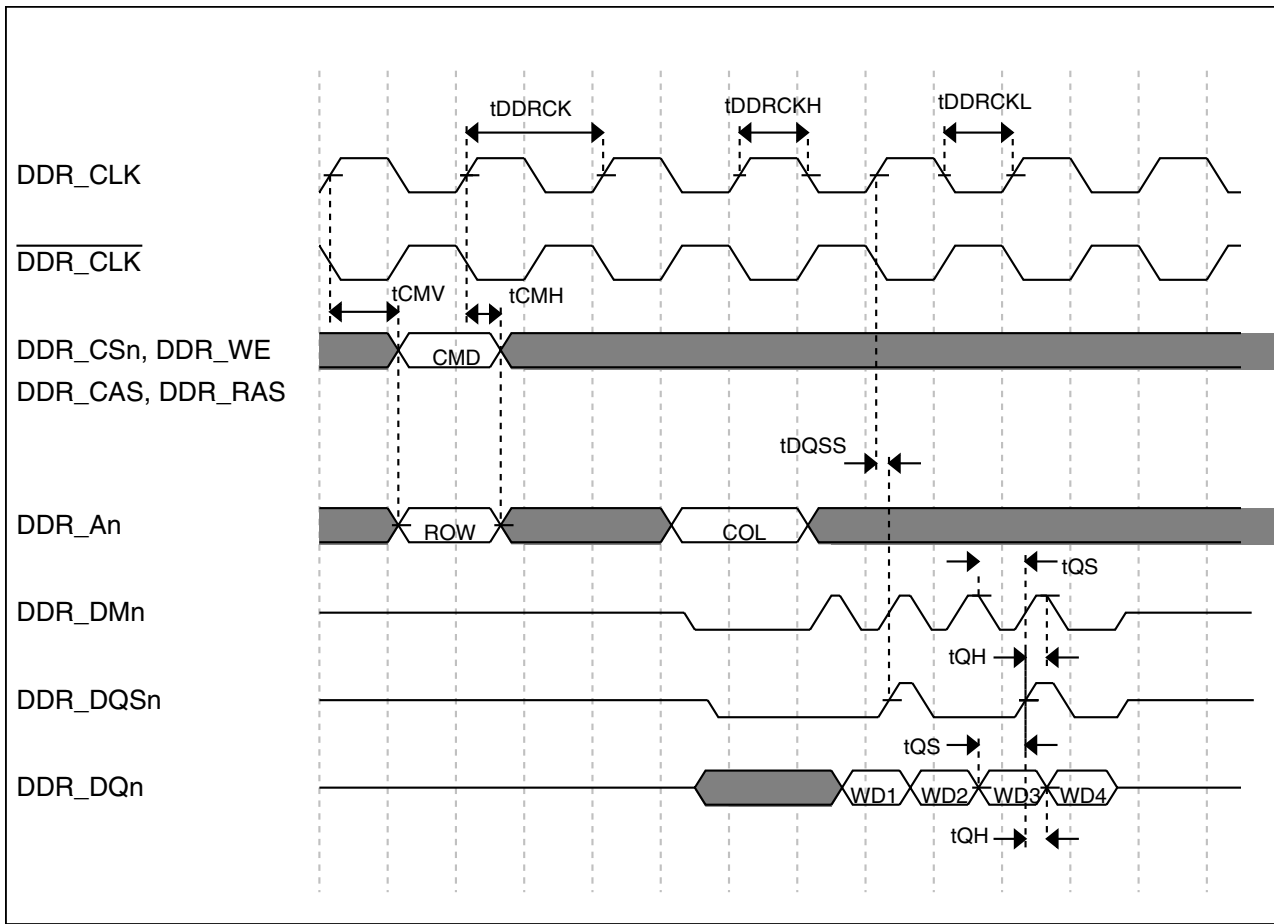 tDDRCK
tDDRCKH
tDDRCKL
DDR_CLK
DDR_CLK
tCMV
tCMH
DDR_CSn, DDR_WE
CMD
DDR_CAS, DDR_RAS
tDQSS
DDR_An
ROW
COL
tQS
DDR_DMn
tQH
DDR_DQSn
tQS
DDR_DQn
WD1
WD2
WD3
WD4
tQH